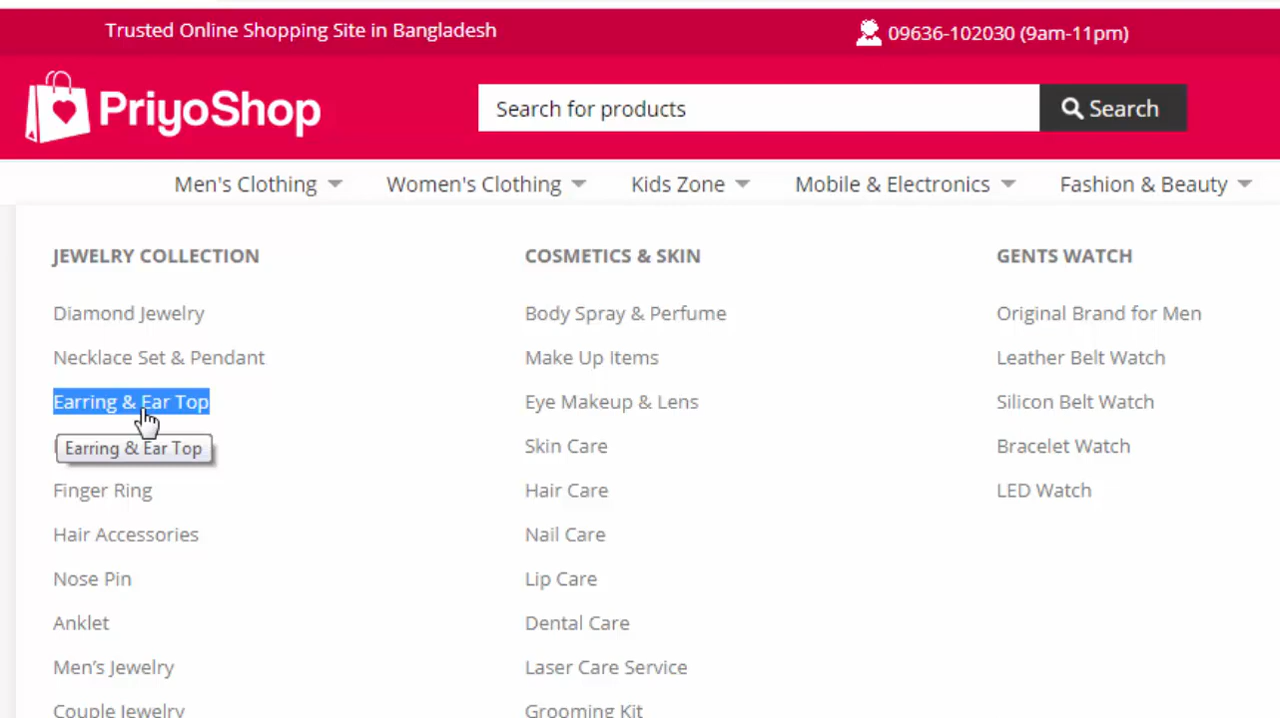 Trusted Online Shopping Site in Bangladesh
09636-102030 (9am-11pm)
PriyoShop
Search for products
Search
Men's Clothing
Women's Clothing
Kids Zone
Mobile & Electronics
Fashion & Beauty
JEWELRY COLLECTION
Diamond Jewelry
Necklace Set & Pendant
Earring & Ear Top
Earring & Ear Top
Finger Ring
Hair Accessories
Nose Pin
Anklet
Men’s Jewelry
Couple Jewelry
COSMETICS & SKIN
Body Spray & Perfume
Make Up Items
Eye Makeup & Lens
Skin Care
Hair Care
Nail Care
Lip Care
Dental Care
Laser Care Service
Grooming Kit
GENTS WATCH
Original Brand for Men
Leather Belt Watch
Silicon Belt Watch
Bracelet Watch
LED Watch